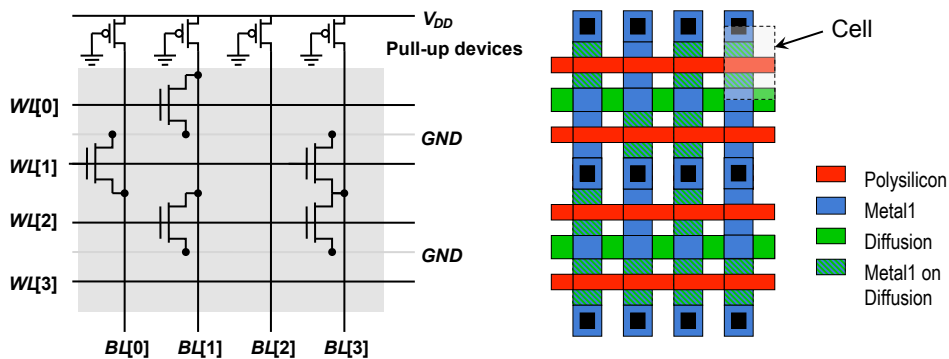 V_DD
Pull-up devices
WL[0]
GND
WL[1]
WL[2]
GND
WL[3]
BL[0]
BL[1]
BL[2]
BL[3]
Cell
Polysilicon
Metal1
Diffusion
Metal1 on
Diffusion